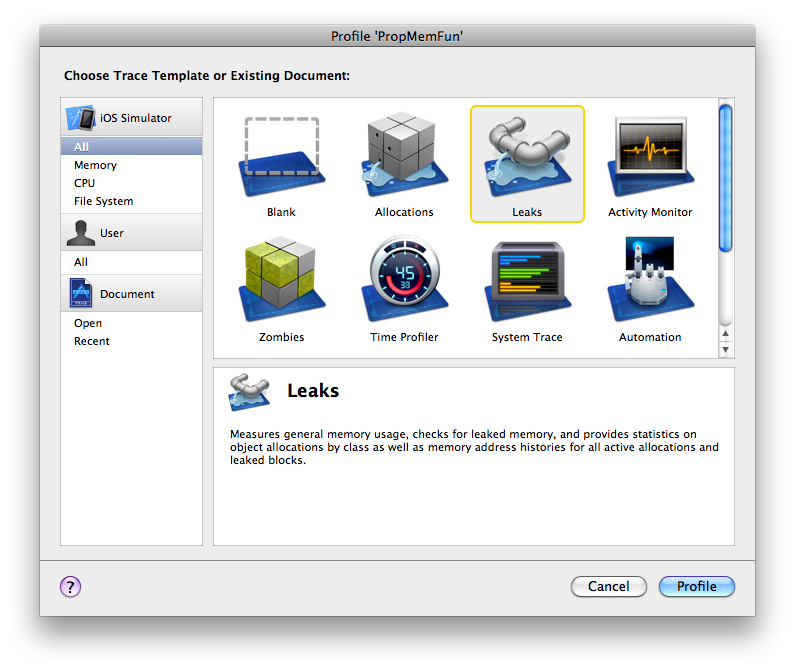 Profile 'PropMemFun'
Choose Trace Template or Existing Document:
iOS Simulator
All
Memory
CPU
File System
User
All
Document
Open
Recent
Blank
Allocations
Leaks
Activity Monitor
45
33
Zombies
Time Profiler
System Trace
Automation
Leaks
Measures general memory usage, checks for leaked memory, and provides statistics on
object allocations by class as well as memory address histories for all active allocations and
leaked blocks.
?
Cancel
Profile